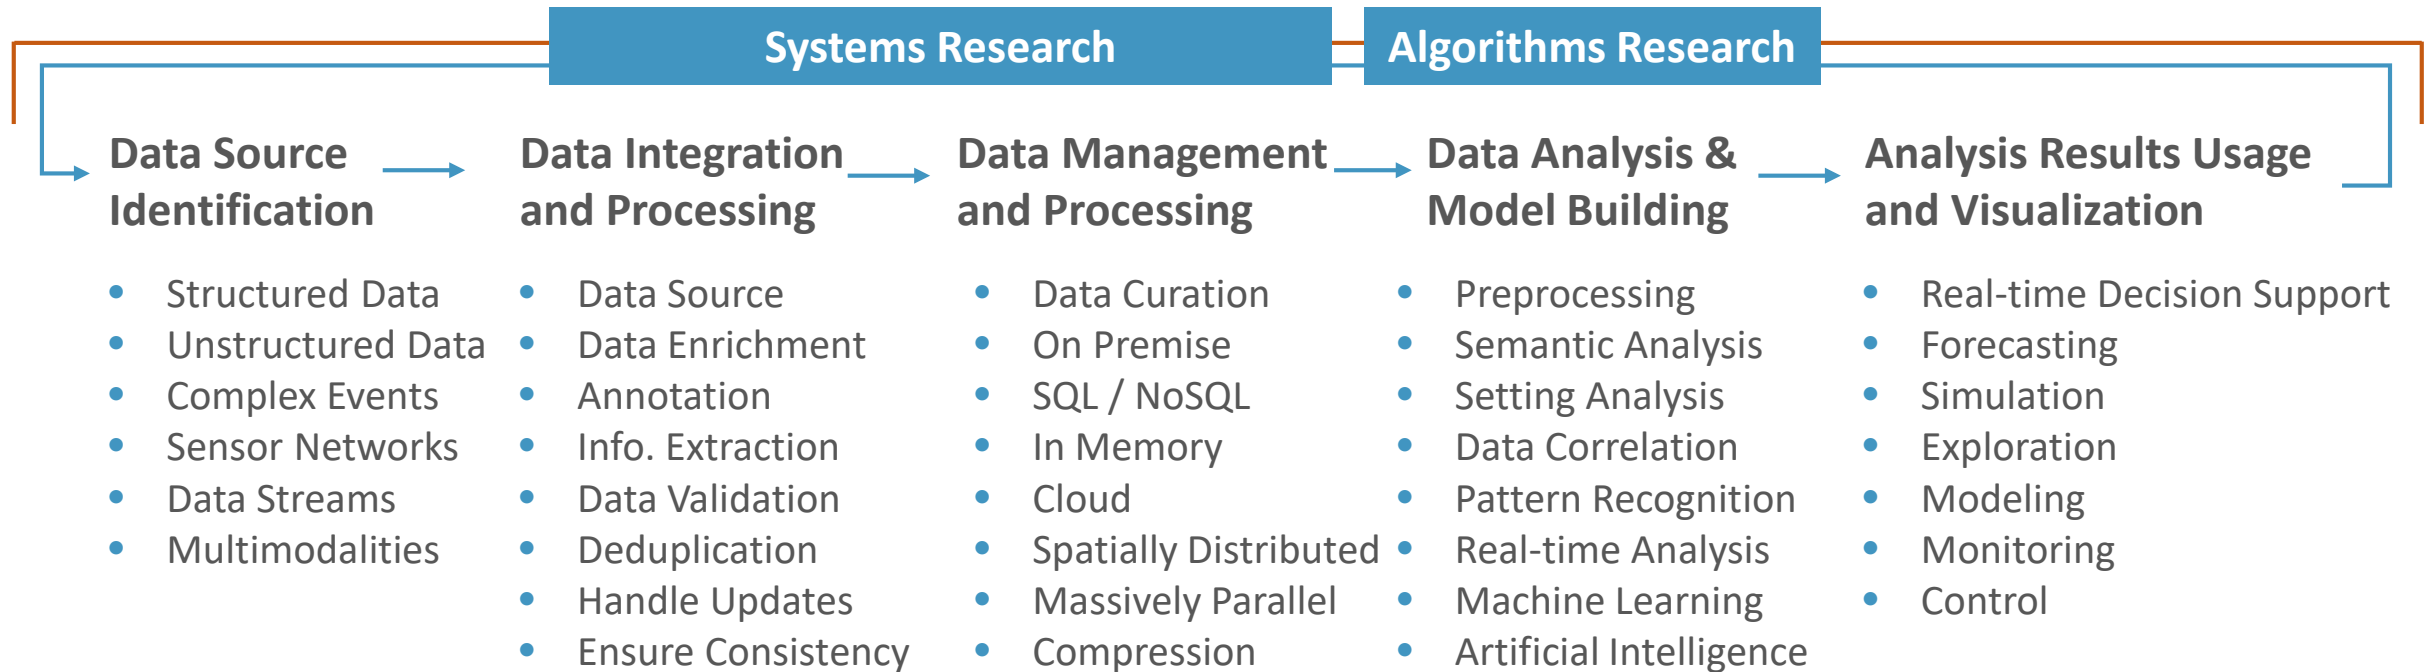 Systems Research
Algorithms Research
Data Source
Identification
Structured Data
Unstructured Data
Complex Events
Sensor Networks
Data Streams
Multimodalities
Data Integration
and Processing
Data Source
Data Enrichment
Annotation
Info. Extraction
Data Validation
Deduplication
Handle Updates
Ensure Consistency
Data Management
and Processing
Data Curation
On Premise
SQL / NoSQL
In Memory
Cloud
Spatially Distributed
Massively Parallel
Compression
Data Analysis &
Model Building
Preprocessing
Semantic Analysis
Setting Analysis
Data Correlation
Pattern Recognition
Real-time Analysis
Machine Learning
Artificial Intelligence
Analysis Results Usage
and Visualization
Real-time Decision Support
Forecasting
Simulation
Exploration
Modeling
Monitoring
Control